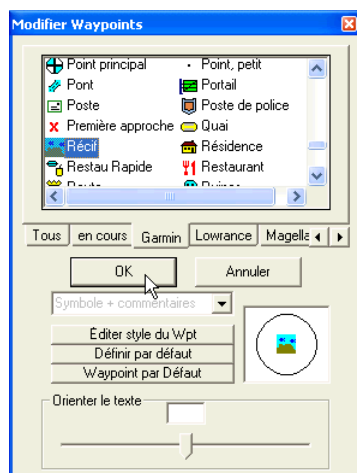 Modifier Waypoints
Point principal
Point, petit
Pont
Portail
Poste
Poste de police
Première approche
Quai
Récif
Résidence
Restau Rapide
Restaurant
Route
Ruines
Tous
en cours
Garmin
Lowrance
Magella
OK
Annuler
Symbole + commentaires
Éditer style du Wpt
Définir par défaut
Waypoint par Défaut
Orienter le texte